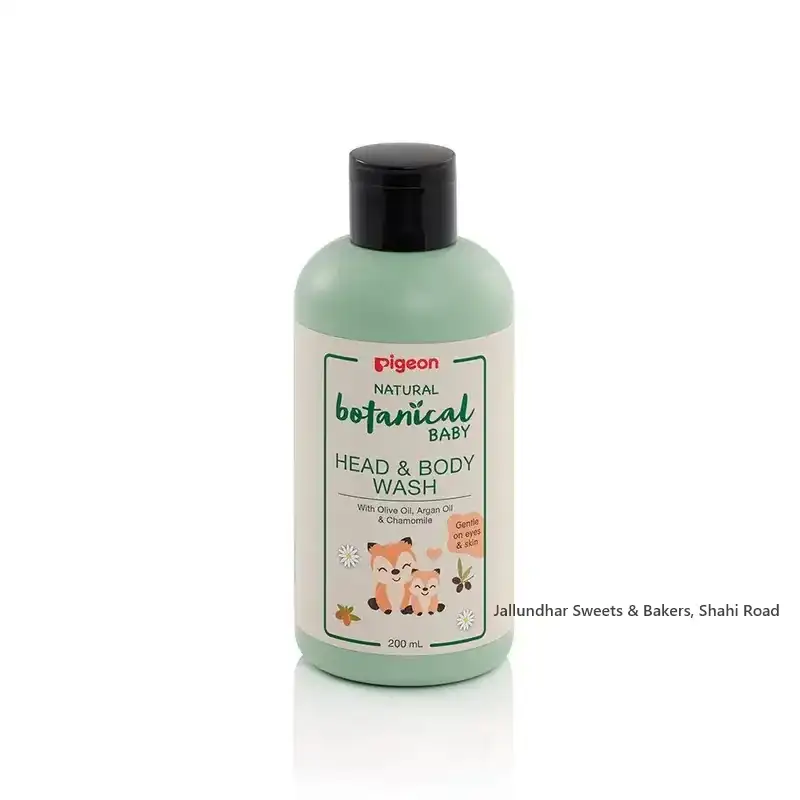 Pigeon
NATURAL
botanical
BABY
HEAD & BODY
WASH
With Olive Oil, Argan Oil
& Chamomile
Gentle
on eyes
& skin
Jallundhar Sweets & Bakers, Shahi Road
200 mL